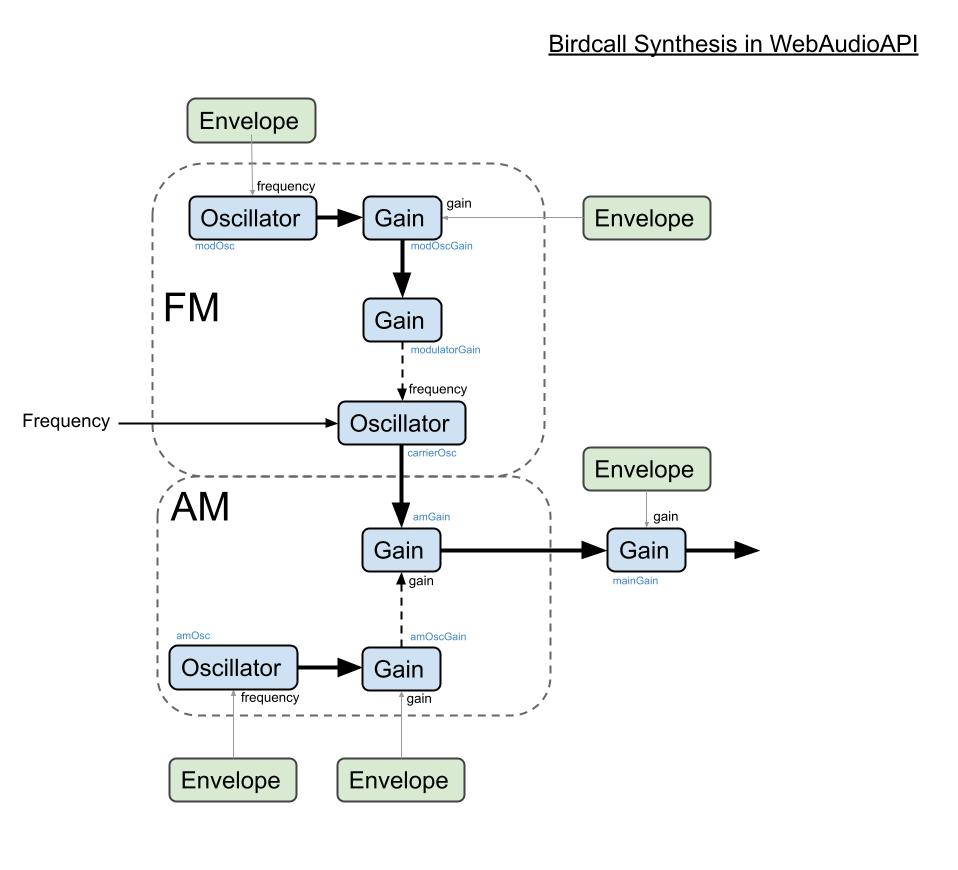 Birdcall Synthesis in WebAudioAPI
Envelope
frequency
Oscillator
modOsc
Gain
gain
modOscGain
Envelope
FM
Gain
modulatorGain
frequency
Frequency
Oscillator
carrierOsc
Envelope
AM
amGain
Gain
gain
gain
Gain
mainGain
amOsc
Oscillator
frequency
amOscGain
Gain
gain
Envelope
Envelope